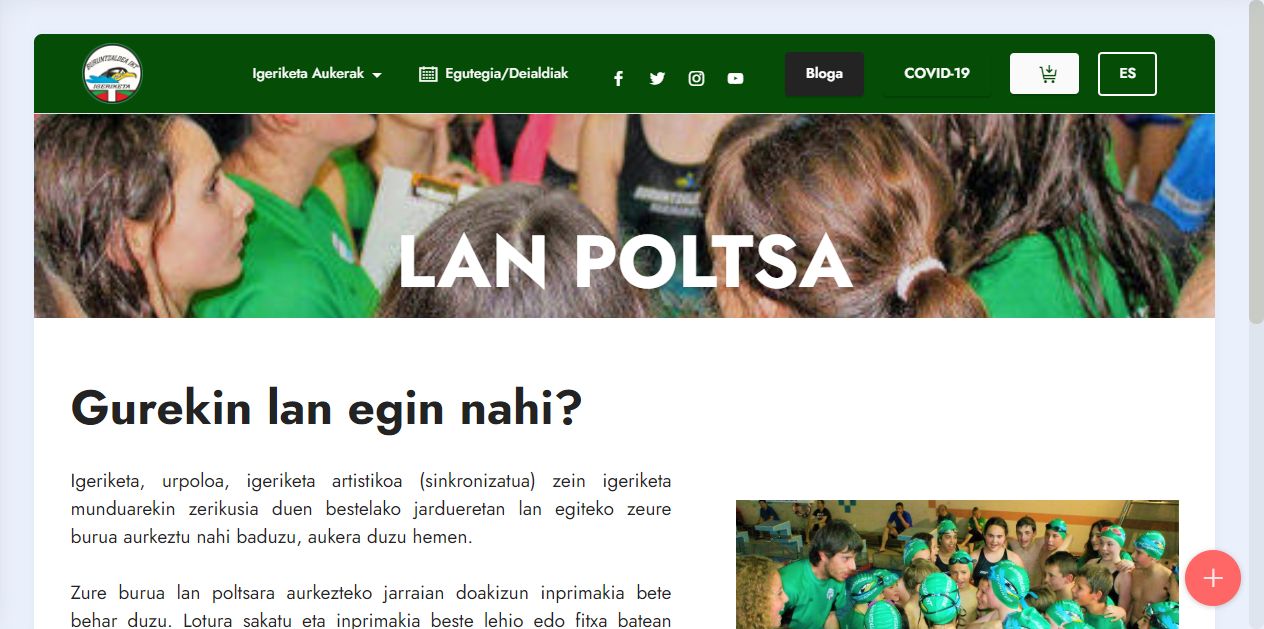 BURUNTZALDEA IKT
IGERIKETA
Igeriketa Aukerak
Egutegia/Deialdiak
Bloga
COVID-19
ES
LAN POLTSA
Gurekin lan egin nahi?
Igeriketa, urpoloa, igeriketa artistikoa (sinkronizatua) zein igeriketa
munduarekin zerikusia duen bestelako jardueretan lan egiteko zeure
burua aurkeztu nahi baduzu, aukera duzu hemen.
Zure burua lan poltsara aurkezteko jarraian doakizun inprimakia bete
behar duzu. Lotura sakatu eta inprimakia beste lehio edo fitxa batean